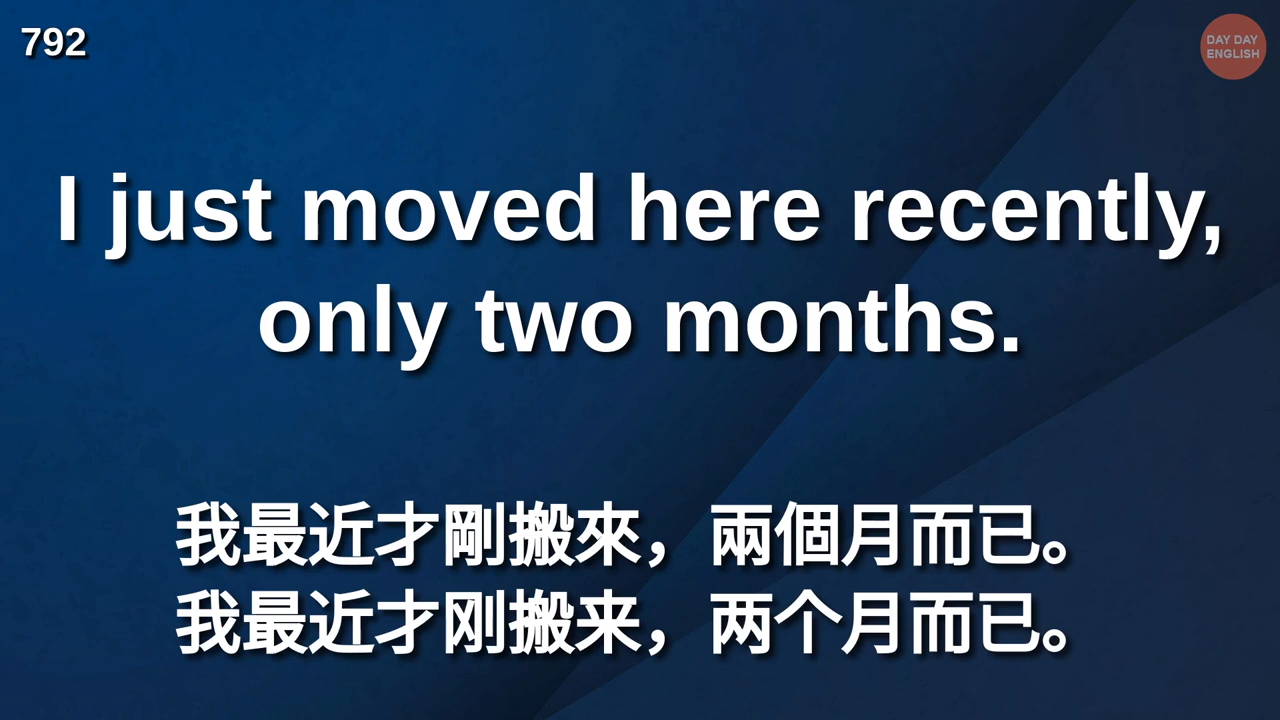 792
DAY DAY
ENGLISH
I just moved here recently,
only two months.
我最近才剛搬來，兩個月而已。
我最近才刚搬来，两个月而已。